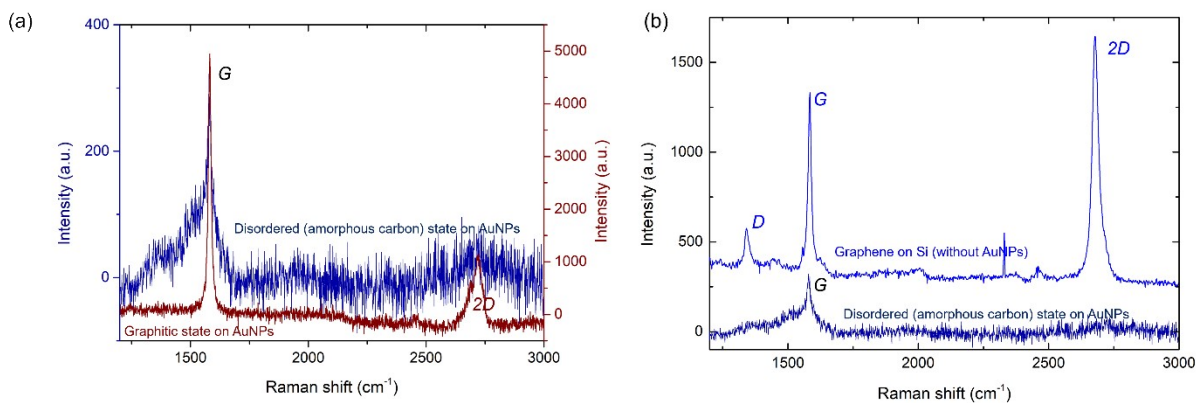 (a)
400
200
0
Intensity (a.u.)
G
Disordered (amorphous carbon) state on AuNPs
2D
Graphitic state on AuNPs
5000
4000
3000
2000
1000
0
Intensity (a.u.)
1500
2000
2500
3000
Raman shift (cm⁻¹)
(b)
1500
1000
500
0
Intensity (a.u.)
2D
G
D
Graphene on Si (without AuNPs)
G
Disordered (amorphous carbon) state on AuNPs
1500
2000
2500
3000
Raman shift (cm⁻¹)